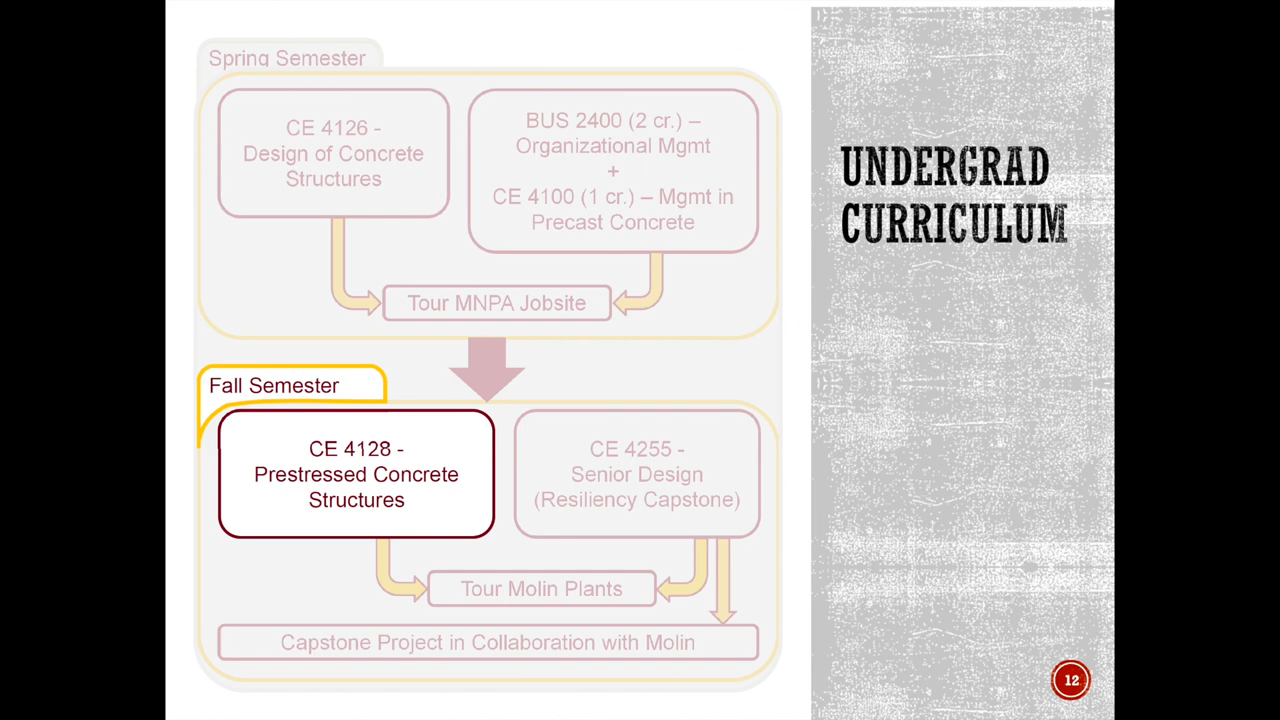 Spring Semester
CE 4126 -
Design of Concrete
Structures
BUS 2400 (2 cr.) –
Organizational Mgmt
+
CE 4100 (1 cr.) – Mgmt in
Precast Concrete
Tour MNPA Jobsite
Fall Semester
CE 4128 -
Prestressed Concrete
Structures
CE 4255 -
Senior Design
(Resiliency Capstone)
Tour Molin Plants
Capstone Project in Collaboration with Molin
UNDERGRAD
CURRICULUM
12